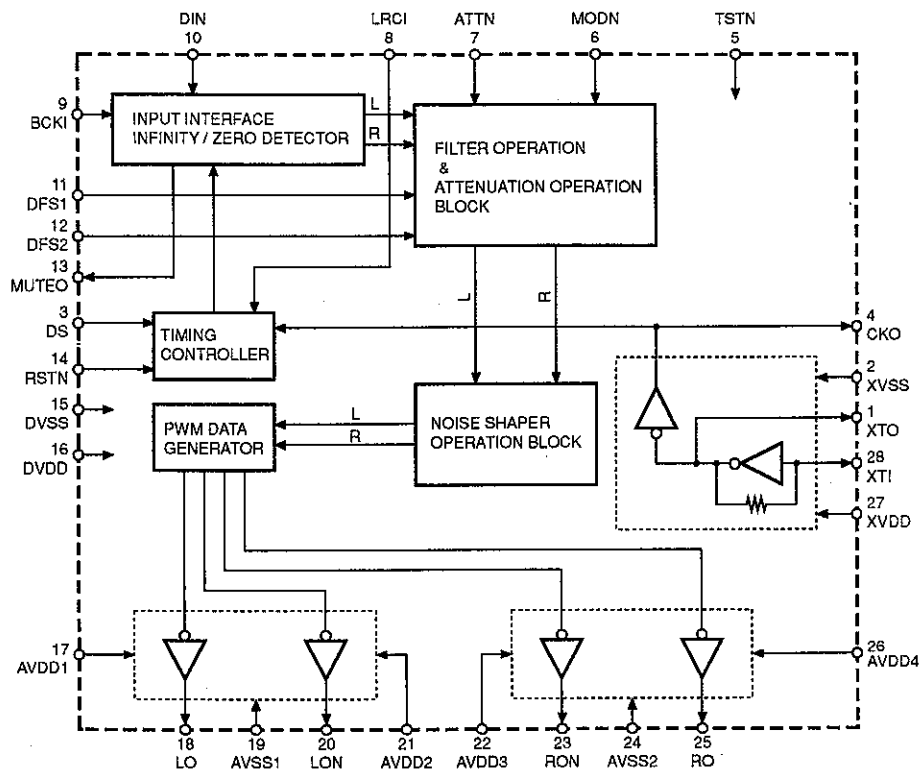 DIN
10
LRCI
8
ATTN
7
MODN
6
TSTN
5
9
BCKI
INPUT INTERFACE
INFINITY / ZERO DETECTOR
L
R
FILTER OPERATION
&
ATTENUATION OPERATION
BLOCK
11
DFS1
12
DFS2
13
MUTEO
3
DS
14
RSTN
TIMING
CONTROLLER
L
R
4
CKO
2
XVSS
1
XTO
28
XTI
27
XVDD
15
DVSS
16
DVDD
PWM DATA
GENERATOR
L
R
NOISE SHAPER
OPERATION BLOCK
17
AVDD1
26
AVDD4
18
LO
19
AVSS1
20
LON
21
AVDD2
22
AVDD3
23
RON
24
AVSS2
25
RO